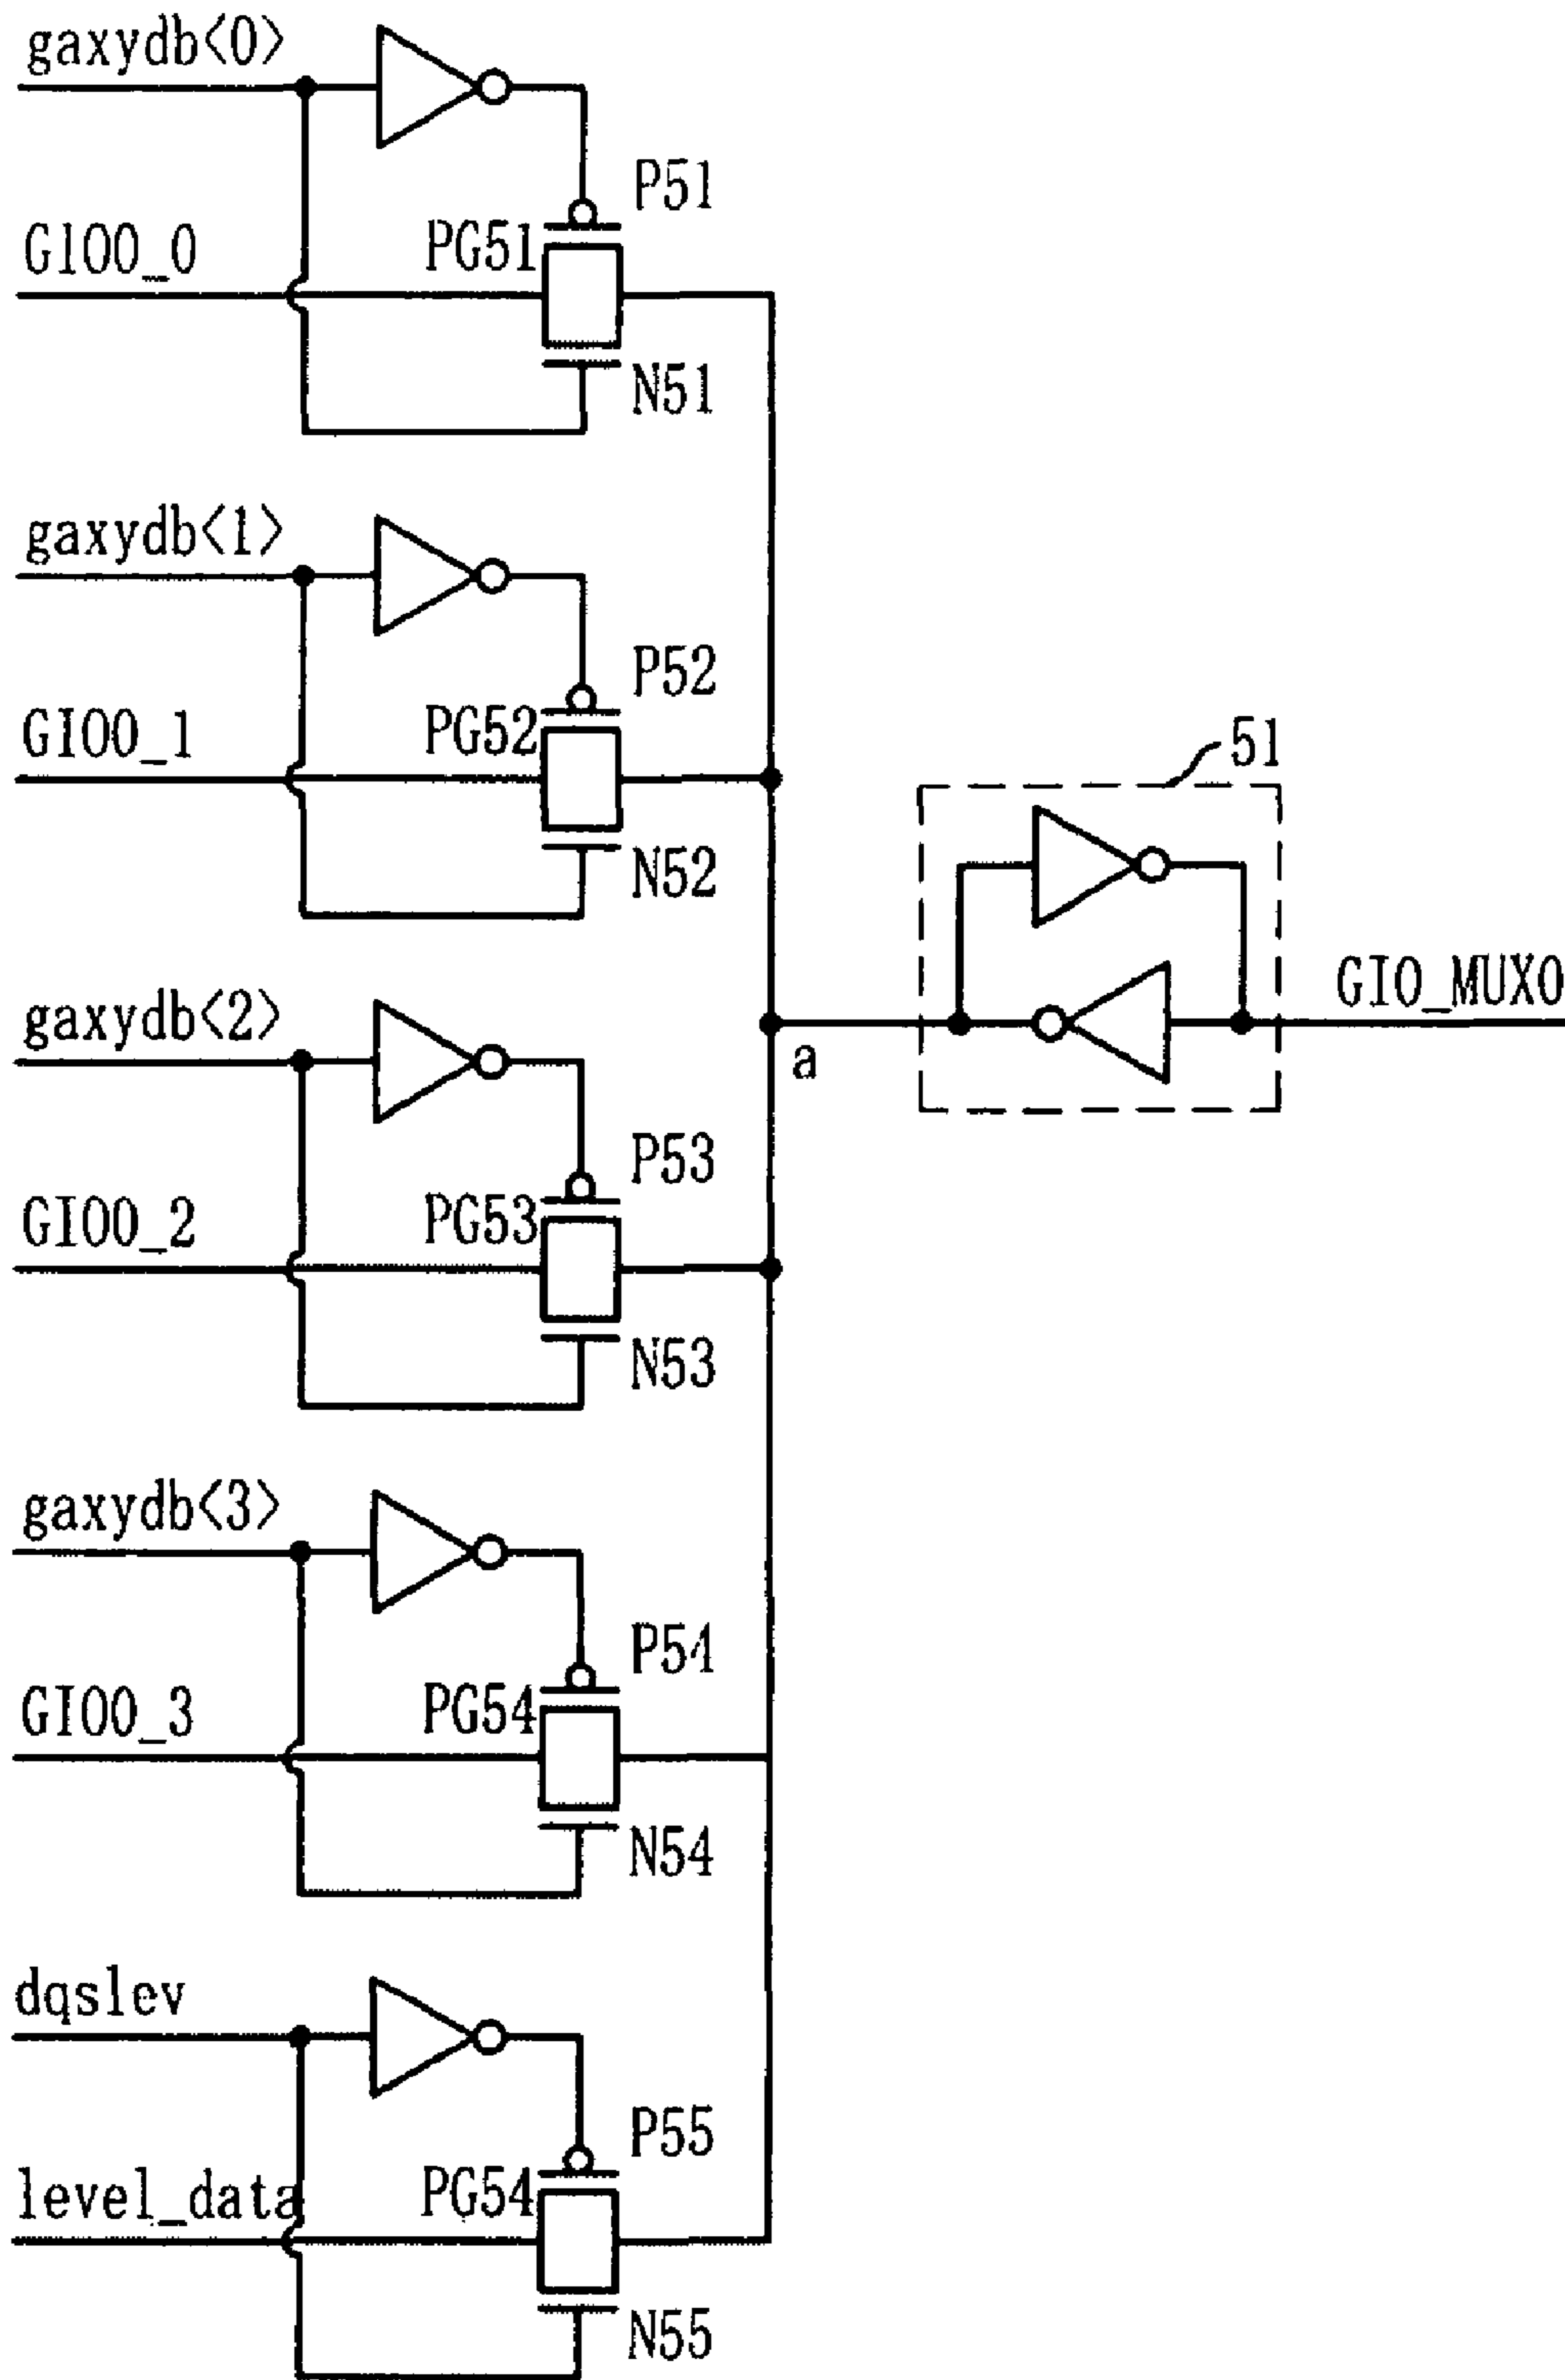 gaxydb<0>
P51
GIO0_0
PG51
N51
gaxydb<1>
P52
GIO0_1
PG52
N52
51
GIO_MUX0
a
gaxydb<2>
P53
GIO0_2
PG53
N53
gaxydb<3>
P54
GIO0_3
PG54
N54
dqslev
P55
level_data
PG54
N55